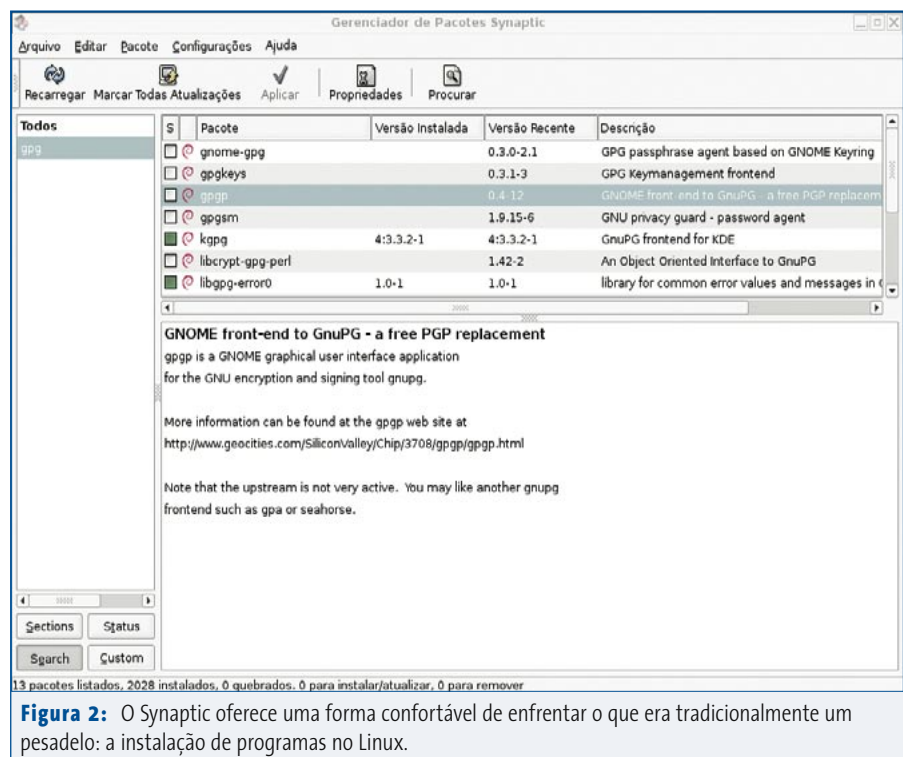 Gerenciador de Pacotes Synaptic
Arquivo Editar Pacote Configurações Ajuda
Recarregar Marcar Todas Atualizações Aplicar Propriedades Procurar
Todos
gpg
S Pacote Versão Instalada Versão Recente Descrição
gnome-gpg 0.3.0-2.1 GPG passphrase agent based on GNOME Keyring
gpgkeys 0.3.1-3 GPG Keymanagement frontend
gpgp 0.4-12 GNOME front-end to GnuPG - a free PGP replacem
gpgsm 1.9.15-6 GNU privacy guard - password agent
kgpg 4:3.3.2-1 4:3.3.2-1 GnuPG frontend for KDE
libcrypt-gpg-perl 1.42-2 An Object Oriented Interface to GnuPG
libgpg-error0 1.0-1 1.0-1 library for common error values and messages in
GNOME front-end to GnuPG - a free PGP replacement
gpgp is a GNOME graphical user interface application
for the GNU encryption and signing tool gnupg.
More information can be found at the gpgp web site at
http://www.geocities.com/SiliconValley/Chip/3708/gpgp/gpgp.html
Note that the upstream is not very active. You may like another gnupg
frontend such as gpa or seahorse.
Sections Status
Search Custom
13 pacotes listados, 2028 instalados, 0 quebrados. 0 para instalar/atualizar, 0 para remover
Figura 2: O Synaptic oferece uma forma confortável de enfrentar o que era tradicionalmente um
pesadelo: a instalação de programas no Linux.